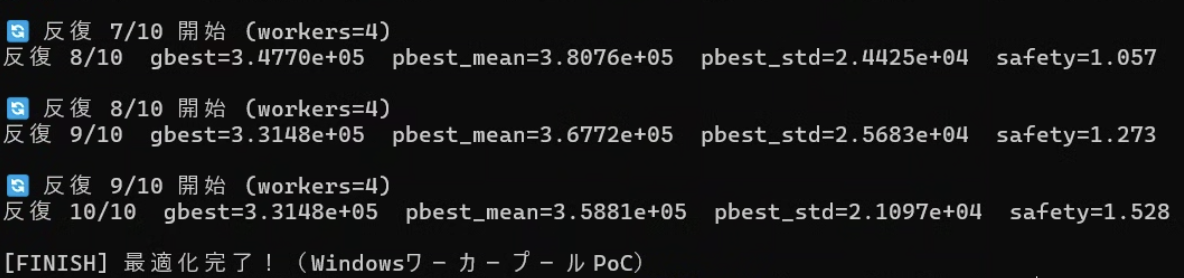 🔄 反復 7/10 開始 (workers=4)
反復 8/10  gbest=3.4770e+05  pbest_mean=3.8076e+05  pbest_std=2.4425e+04  safety=1.057
🔄 反復 8/10 開始 (workers=4)
反復 9/10  gbest=3.3148e+05  pbest_mean=3.6772e+05  pbest_std=2.5683e+04  safety=1.273
🔄 反復 9/10 開始 (workers=4)
反復 10/10  gbest=3.3148e+05  pbest_mean=3.5881e+05  pbest_std=2.1097e+04  safety=1.528
[FINISH] 最適化完了！（Windowsワーカープール PoC）